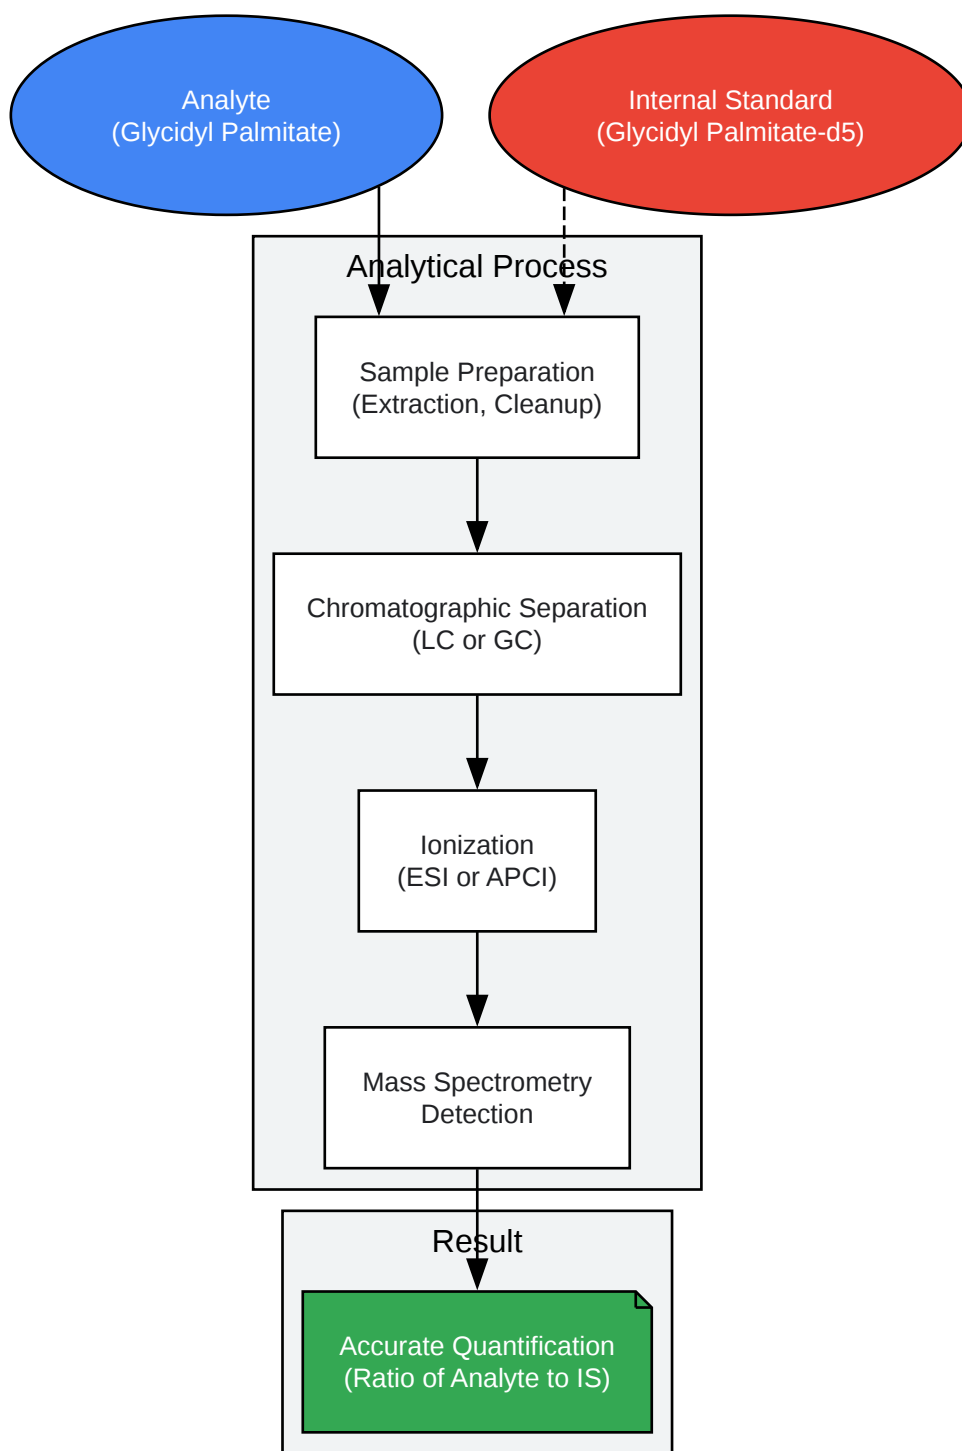 Analyte
(Glycidyl Palmitate)
Internal Standard
(Glycidyl Palmitate-d5)
Analytical Process
Sample Preparation
(Extraction, Cleanup)
Chromatographic Separation
(LC or GC)
Ionization
(ESI or APCI)
Mass Spectrometry
Detection
Result
Accurate Quantification
(Ratio of Analyte to IS)